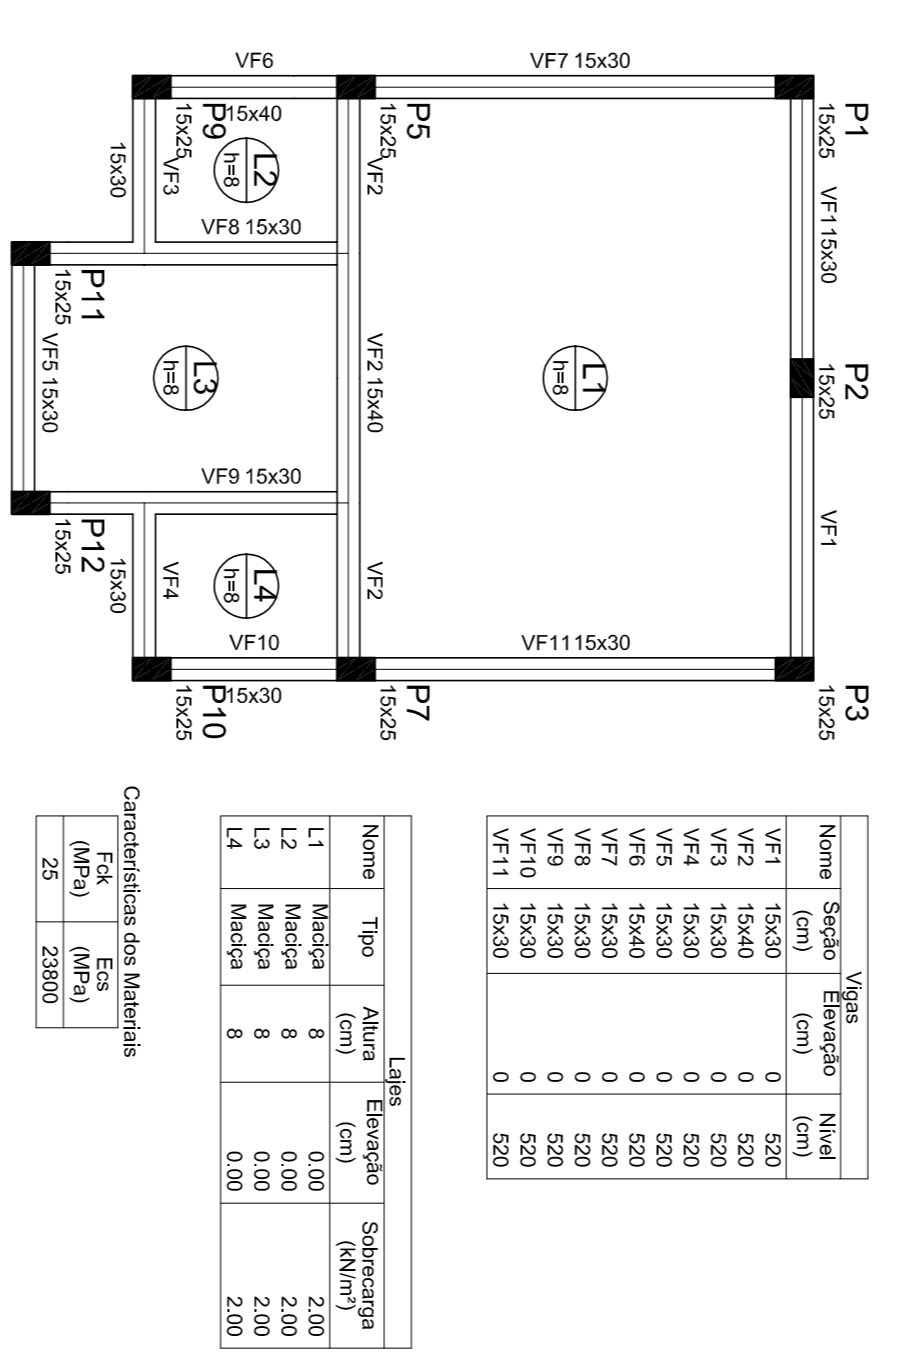 P1
15x25
VF1 15x30
P2
15x25
VF1
P3
15x25
VF7 15x30
L1
h=8
VF11 15x30
P5
15x25
VF2
VF2 15x40
VF2
P7
15x25
VF6
15x40
L2
h=8
VF8 15x30
L3
h=8
VF9 15x30
L4
h=8
VF10
15x30
P9
15x25
VF3
15x30
VF4
15x30
P10
15x25
P11
15x25
VF5 15x30
P12
15x25
Vigas
Nome Seção (cm) Elevação (cm) Nível (cm)
VF1 15x30 0 520
VF2 15x40 0 520
VF3 15x30 0 520
VF4 15x30 0 520
VF5 15x30 0 520
VF6 15x40 0 520
VF7 15x30 0 520
VF8 15x30 0 520
VF9 15x30 0 520
VF10 15x30 0 520
VF11 15x30 0 520
Lajes
Nome Tipo Altura (cm) Elevação (cm) Sobrecarga (kN/m²)
L1 Maciça 8 0.00 2.00
L2 Maciça 8 0.00 2.00
L3 Maciça 8 0.00 2.00
L4 Maciça 8 0.00 2.00
Características dos Materiais
Fck (MPa) Ecs (MPa)
25 23800